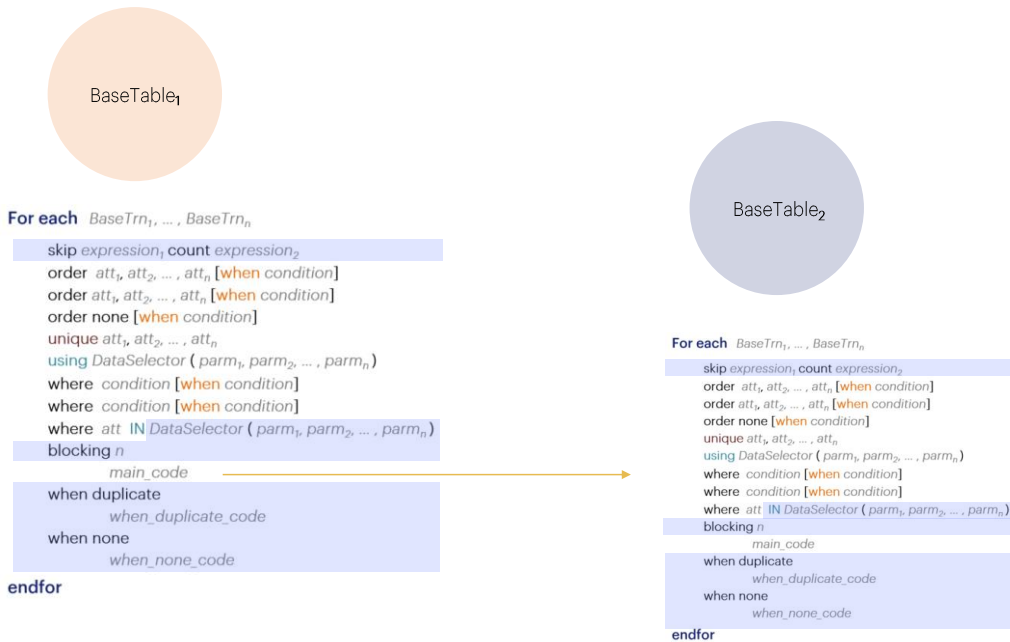 BaseTable₁
For each BaseTrn₁, ... , BaseTrnₙ
skip expression₁ count expression₂
order att₁, att₂, ... , attₙ [when condition]
order att₁, att₂, ... , attₙ [when condition]
order none [when condition]
unique att₁, att₂, ... , attₙ
using DataSelector ( parm₁, parm₂, ... , parmₙ)
where condition [when condition]
where condition [when condition]
where att IN DataSelector ( parm₁, parm₂, ... , parmₙ)
blocking n
main_code
when duplicate
when_duplicate_code
when none
when_none_code
endfor
BaseTable₂
For each BaseTrn₁, ... , BaseTrnₙ
skip expression₁ count expression₂
order att₁, att₂, ... , attₙ [when condition]
order att₁, att₂, ... , attₙ [when condition]
order none [when condition]
unique att₁, att₂, ... , attₙ
using DataSelector ( parm₁, parm₂, ... , parmₙ)
where condition [when condition]
where condition [when condition]
where att IN DataSelector ( parm₁, parm₂, ... , parmₙ)
blocking n
main_code
when duplicate
when_duplicate_code
when none
when_none_code
endfor